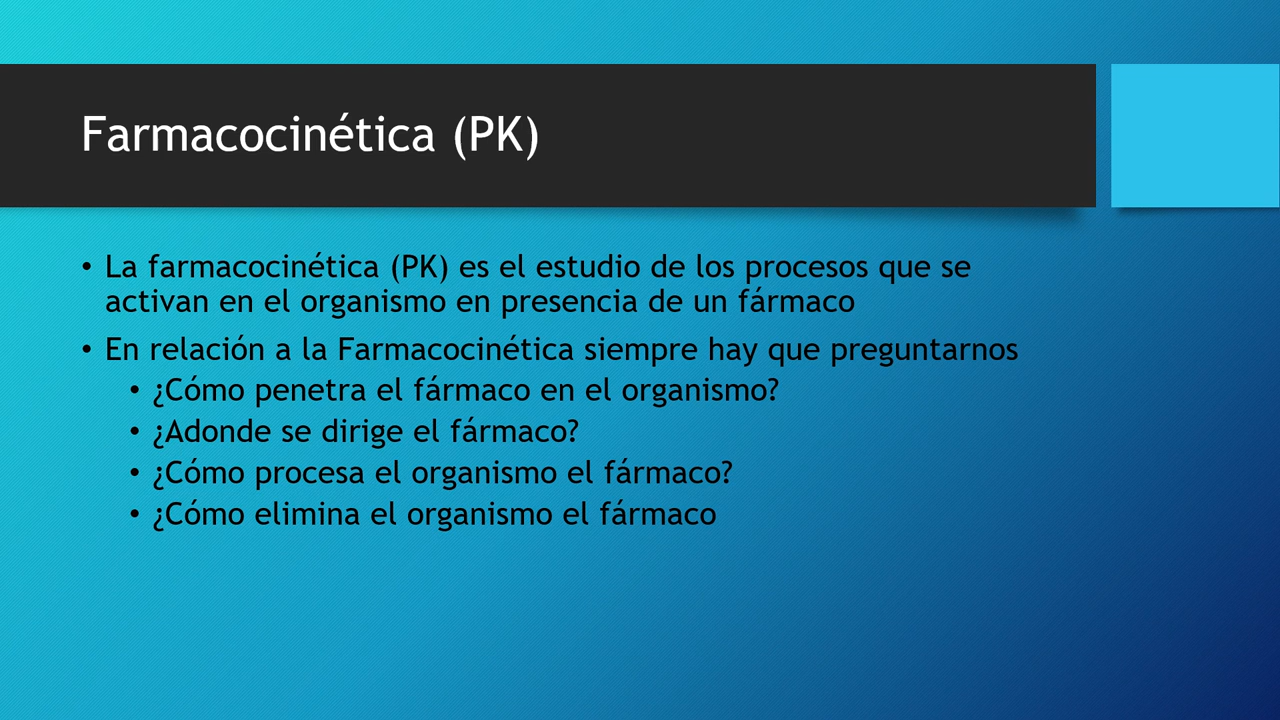 Farmacocinética (PK)
• La farmacocinética (PK) es el estudio de los procesos que se
activan en el organismo en presencia de un fármaco
• En relación a la Farmacocinética siempre hay que preguntarnos
• ¿Cómo penetra el fármaco en el organismo?
• ¿Adonde se dirige el fármaco?
• ¿Cómo procesa el organismo el fármaco?
• ¿Cómo elimina el organismo el fármaco